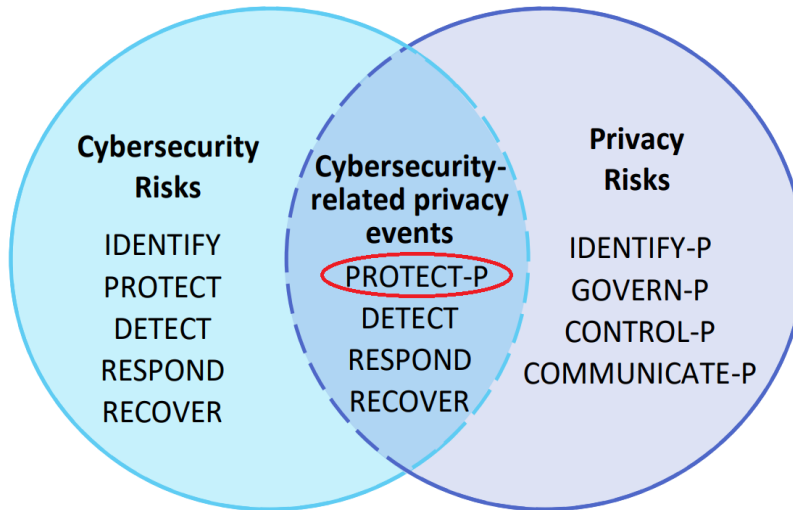 Cybersecurity
Risks
IDENTIFY
PROTECT
DETECT
RESPOND
RECOVER
Cybersecurity-
related privacy
events
PROTECT-P
DETECT
RESPOND
RECOVER
Privacy
Risks
IDENTIFY-P
GOVERN-P
CONTROL-P
COMMUNICATE-P